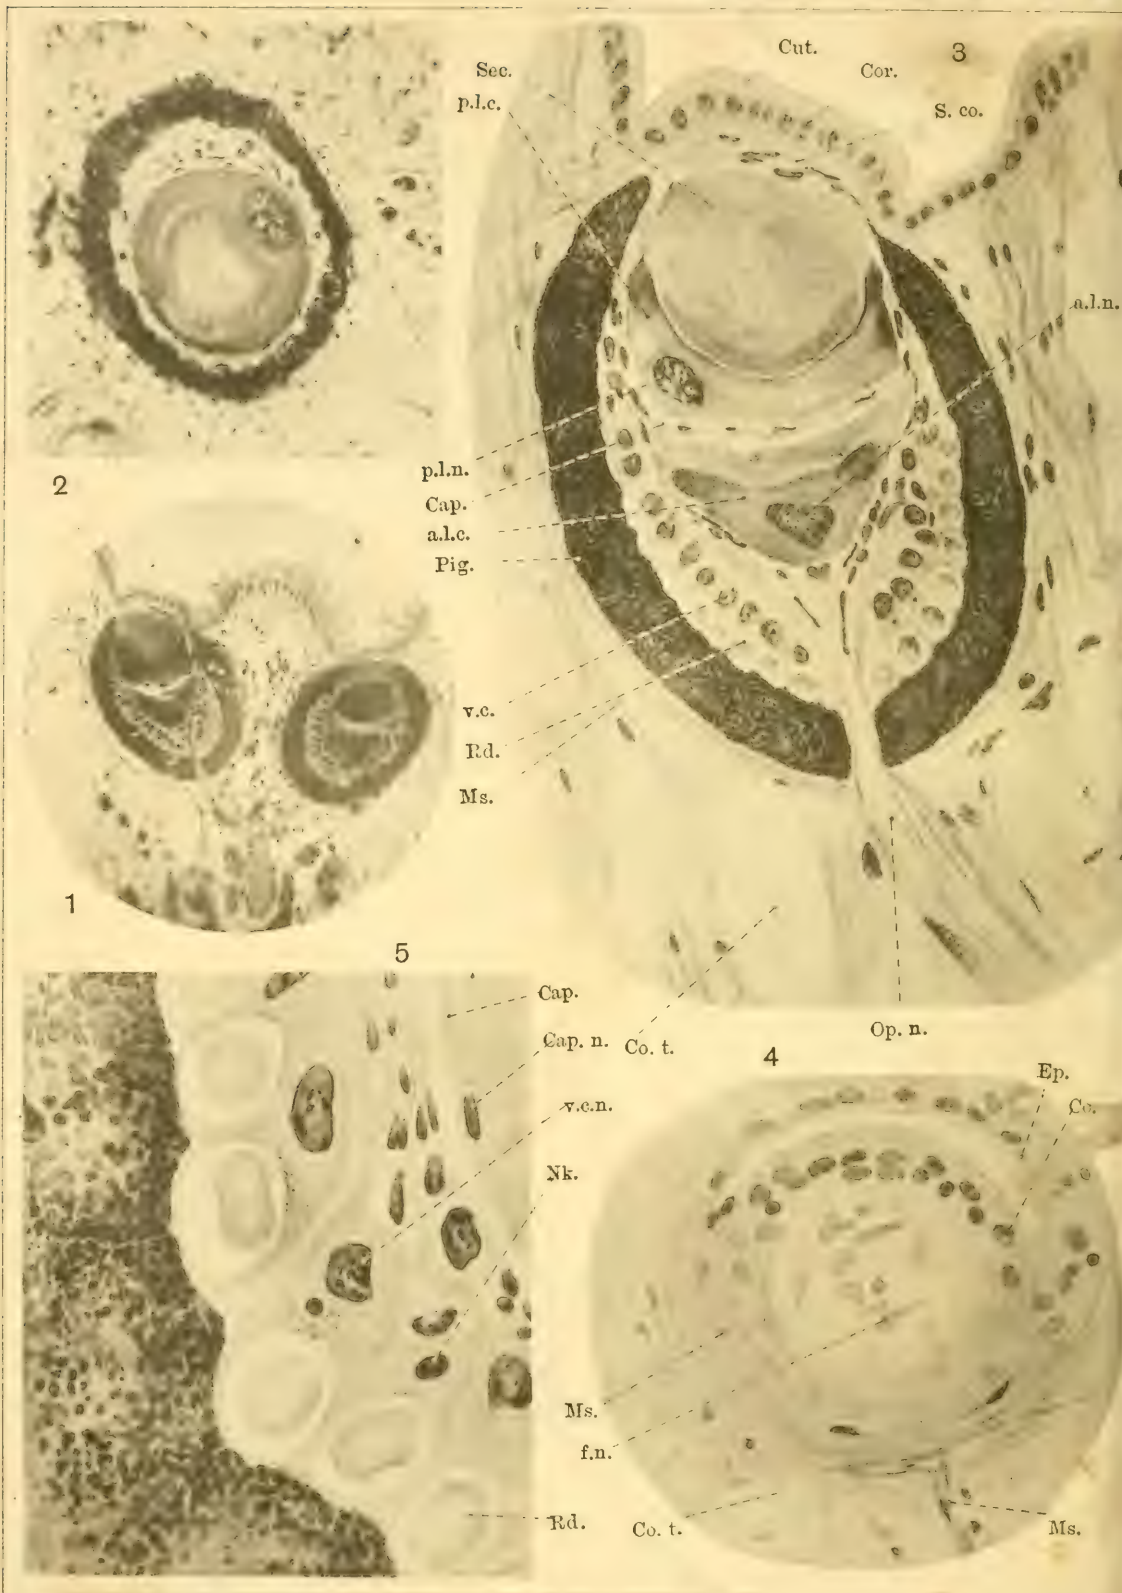 Cut.
3
Cor.
Sec.
p.l.c.
S. co.
a.l.n.
p.l.n.
Cap.
a.l.c.
Pig.
2
v.c.
Rd.
Ms.
1
5
Cap.
Cap. n.
Co. t.
Op. n.
4
Ep.
Co.
v.c.n.
Nk.
Ms.
f.n.
Rd.
Co. t.
Ms.